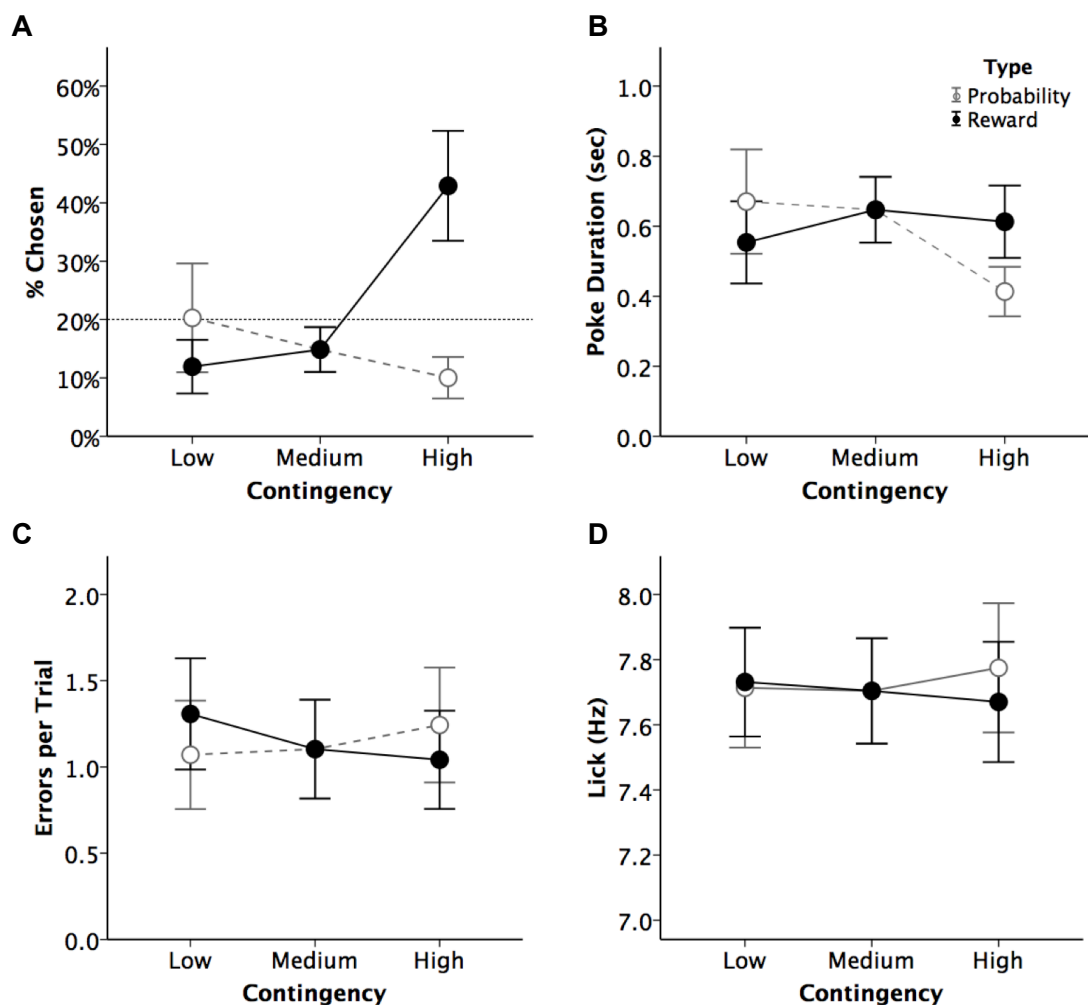 A
% Chosen
60%
50%
40%
30%
20%
10%
0%
Low Medium High
Contingency
B
Type
Probability
Reward
Poke Duration (sec)
1.0
0.8
0.6
0.4
0.2
0.0
Low Medium High
Contingency
C
Errors per Trial
2.0
1.5
1.0
0.5
0.0
Low Medium High
Contingency
D
Lick (Hz)
8.0
7.8
7.6
7.4
7.2
7.0
Low Medium High
Contingency